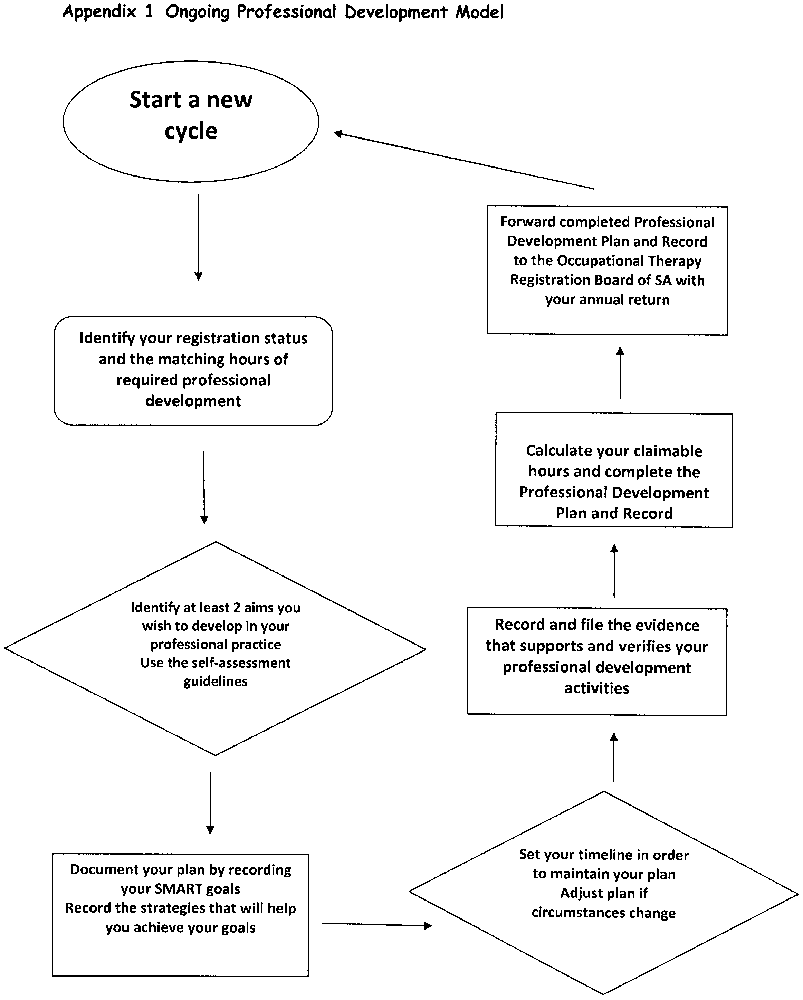 Appendix 1 Ongoing Professional Development Model
Start a new
cycle
Identify your registration status
and the matching hours of
required professional
development
Identify at least 2 aims you
wish to develop in your
professional practice
Use the self-assessment
guidelines
Document your plan by recording
your SMART goals
Record the strategies that will help
you achieve your goals
Set your timeline in order
to maintain your plan
Adjust plan if
circumstances change
Record and file the evidence
that supports and verifies your
professional development
activities
Calculate your claimable
hours and complete the
Professional Development
Plan and Record
Forward completed Professional
Development Plan and Record
to the Occupational Therapy
Registration Board of SA with
your annual return